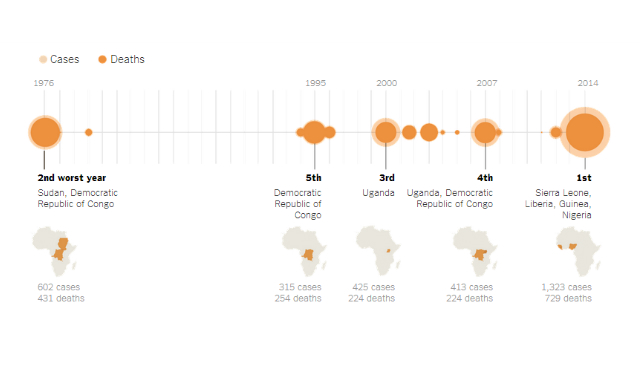 Cases Deaths
1976 1995 2000 2007 2014
2nd worst year
Sudan, Democratic
Republic of Congo
602 cases
431 deaths
5th
Democratic
Republic of
Congo
315 cases
254 deaths
3rd
Uganda
425 cases
224 deaths
4th
Uganda, Democratic
Republic of Congo
413 cases
224 deaths
1st
Sierra Leone,
Liberia, Guinea,
Nigeria
1,323 cases
729 deaths